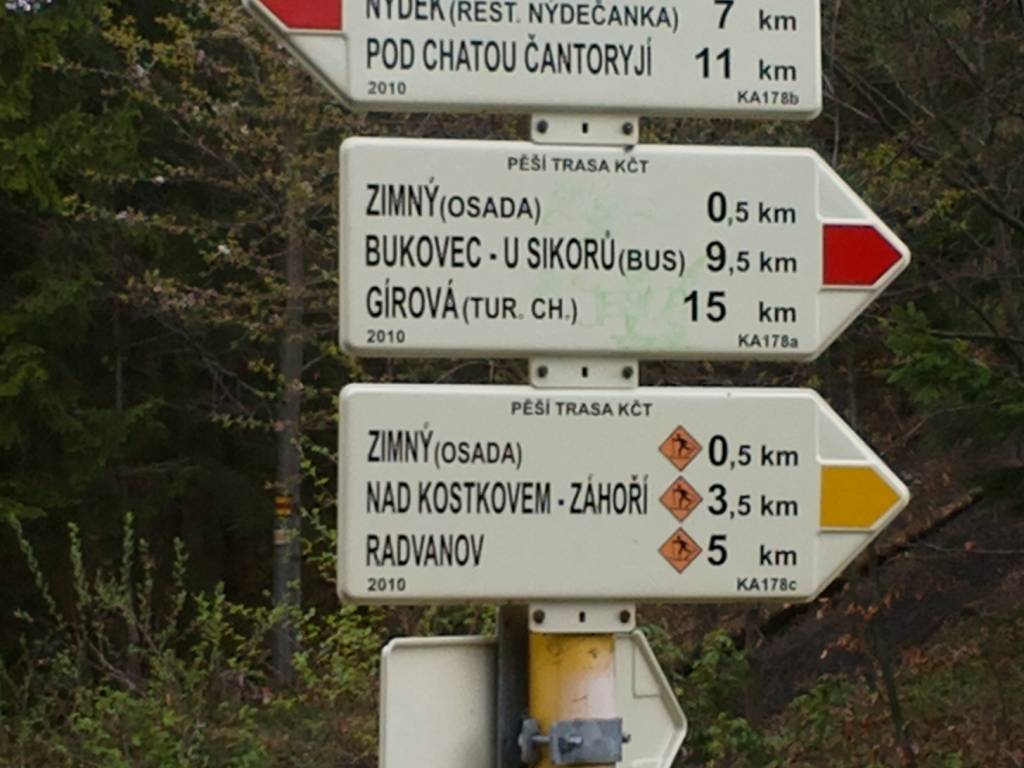 NÝDEK (REST. NÝDEČANKA) 7 km
POD CHATOU ČANTORYJÍ 11 km
2010 KA178b
PĚŠÍ TRASA KČT
ZIMNÝ (OSADA) 0,5 km
BUKOVEC - U SIKORŮ (BUS) 9,5 km
GÍROVÁ (TUR. CH.) 15 km
2010 KA178a
PĚŠÍ TRASA KČT
ZIMNÝ (OSADA) 0,5 km
NAD KOSTKOVEM - ZÁHOŘÍ 3,5 km
RADVANOV 5 km
2010 KA178c